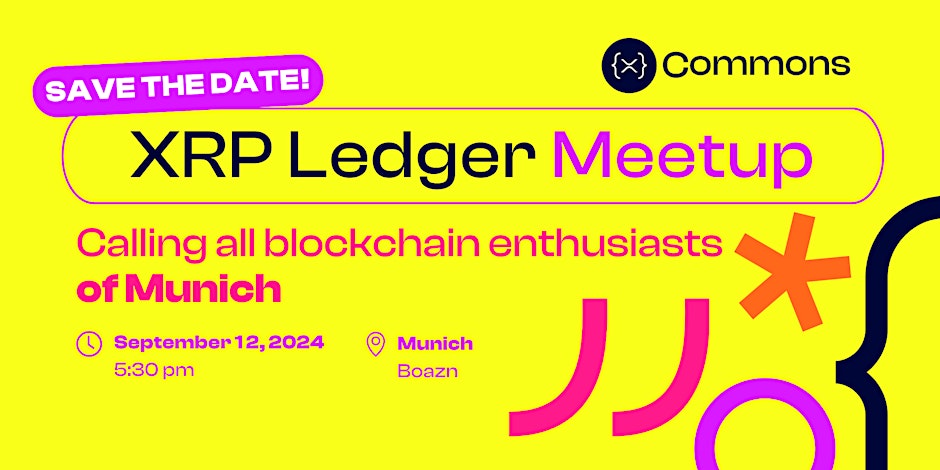 SAVE THE DATE!
{X} Commons
XRP Ledger Meetup
Calling all blockchain enthusiasts
of Munich
September 12, 2024
5:30 pm
Munich
Boazn